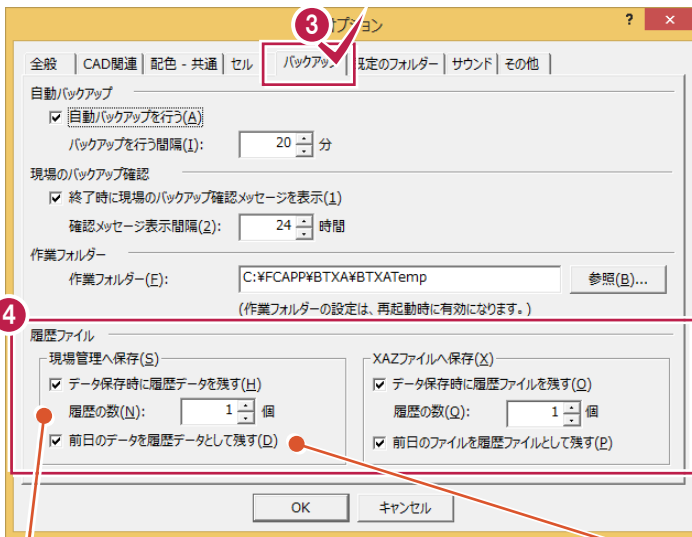 3
オプション
? ×
全般 CAD関連 配色 - 共通 セル バックアップ 既定のフォルダー サウンド その他
自動バックアップ
自動バックアップを行う(A)
バックアップを行う間隔(I): 20 分
現場のバックアップ確認
終了時に現場のバックアップ確認メッセージを表示(1)
確認メッセージ表示間隔(2): 24 時間
作業フォルダー
作業フォルダー(F): C:¥FCAPP¥BTXA¥BTXATemp 参照(B)...
(作業フォルダーの設定は、再起動時に有効になります。)
4
履歴ファイル
現場管理へ保存(S)
データ保存時に履歴データを残す(H)
履歴の数(N): 1 個
前日のデータを履歴データとして残す(D)
XAZファイルへ保存(X)
データ保存時に履歴ファイルを残す(O)
履歴の数(Q): 1 個
前日のファイルを履歴ファイルとして残す(P)
OK キャンセル